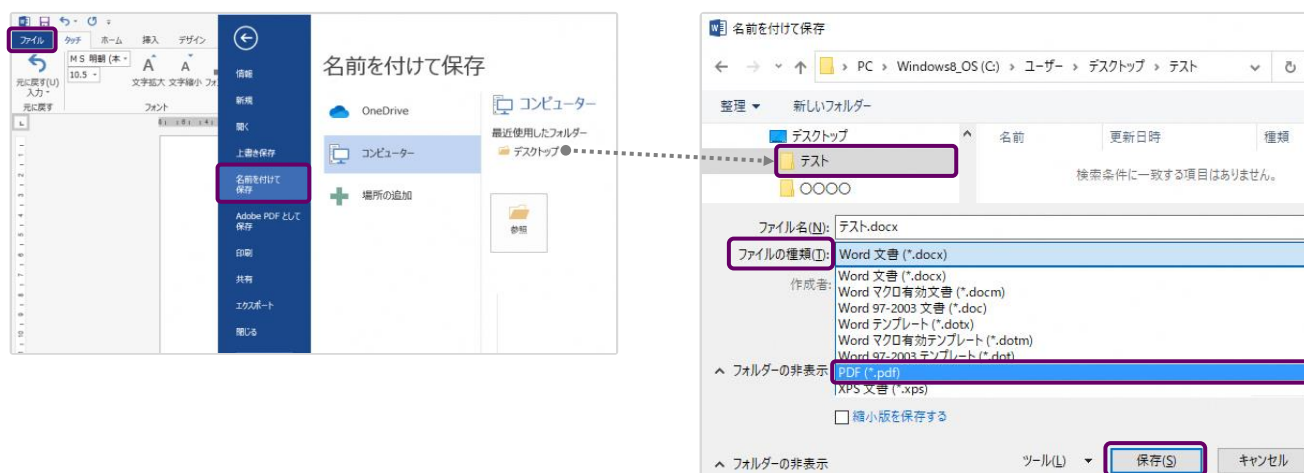 ファイル
タッチ
ホーム
挿入
デザイン
元に戻す(U)
入力
元に戻す
MS 明朝 (本
10.5
A
A
文字拡大
文字縮小
フォント
L
情報
新規
開く
上書き保存
名前を付けて
保存
Adobe PDF として
保存
印刷
共有
エクスポート
閉じる
名前を付けて保存
OneDrive
コンピューター
場所の追加
コンピューター
最近使用したフォルダー
デスクトップ
参照
名前を付けて保存
PC › Windows8_OS (C:) › ユーザー › デスクトップ › テスト
整理
新しいフォルダー
デスクトップ
テスト
〇〇〇〇
名前
更新日時
種類
検索条件に一致する項目はありません。
ファイル名(N):
テスト.docx
ファイルの種類(T):
Word 文書 (*.docx)
作成者:
Word 文書 (*.docx)
Word マクロ有効文書 (*.docm)
Word 97-2003 文書 (*.doc)
Word テンプレート (*.dotx)
Word マクロ有効テンプレート (*.dotm)
Word 97-2003 テンプレート (*.dot)
フォルダーの非表示
PDF (*.pdf)
XPS 文書 (*.xps)
縮小版を保存する
フォルダーの非表示
ツール(L)
保存(S)
キャンセル